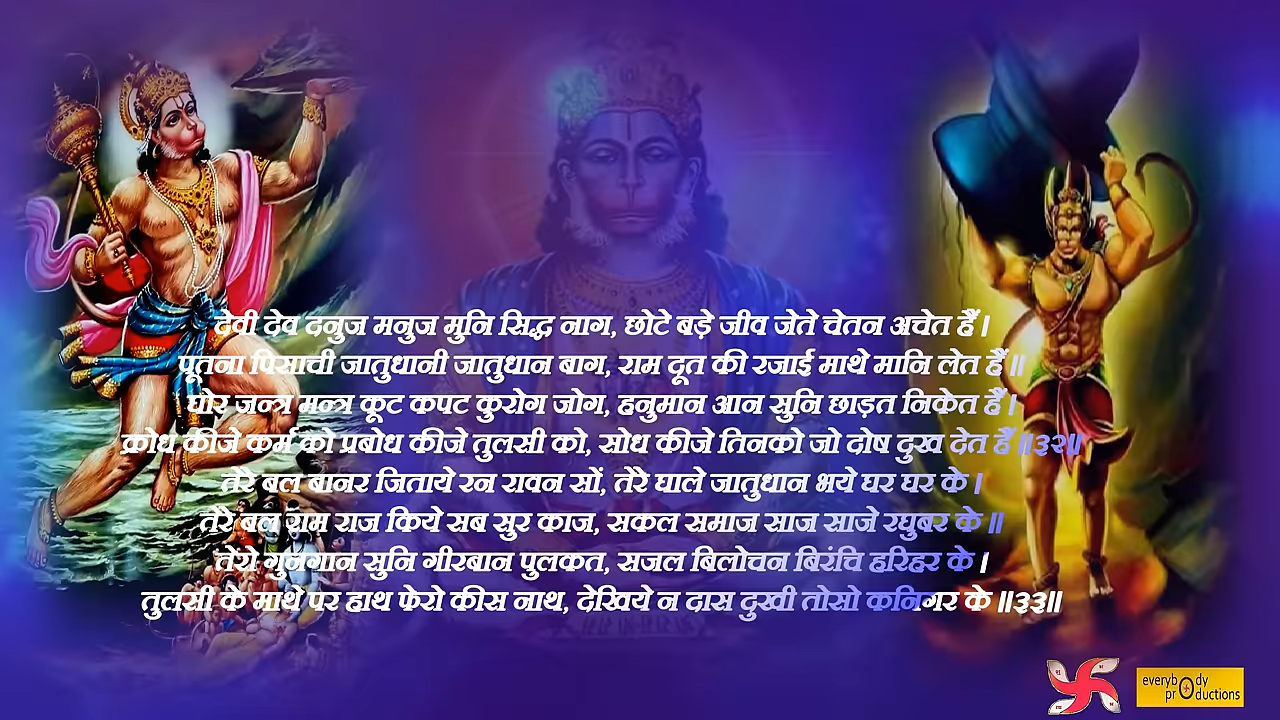 देवी देव दनुज मनुज मुनि सिद्ध नाग, छोटे बड़े जीव जेते चेतन अचेत हैं ।
पूतना पिसाची जातुधानी जातुधान बाग, राम दूत की रजाई माथे मानि लेत हैं ॥
घोर जन्त्र मन्त्र कूट कपट कुरोग जोग, हनुमान आन सुनि छाड़त निकेत हैं ।
क्रोध कीजे कर्म को प्रबोध कीजे तुलसी को, सोध कीजे तिनको जो दोष दुख देत हैं ॥३२॥
तेरे बल बानर जिताये रन रावन सों, तेरे घाले जातुधान भये घर घर के ।
तेरे बल राम राज किये सब सुर काज, सकल समाज साज साजे रघुबर के ॥
तेरो गुनगान सुनि गीरबान पुलकत, सजल बिलोचन बिरंचि हरिहर के ।
तुलसी के माथे पर हाथ फेरो कीस नाथ, देखिये न दास दुखी तोसो कनिगर के ॥३३॥
everybody
productions